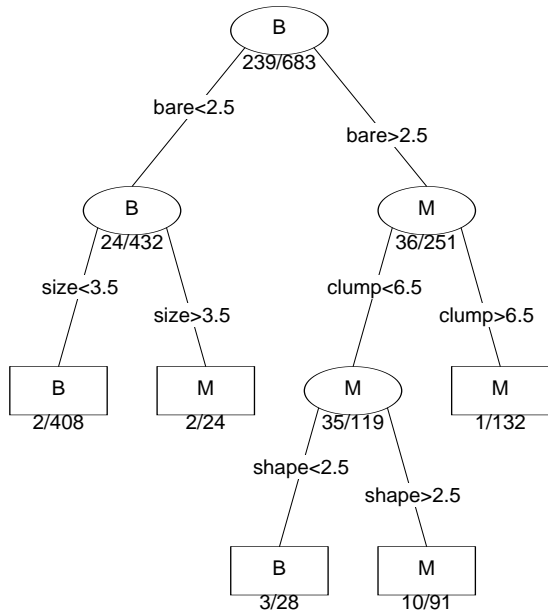 B
239/683
bare<2.5
bare>2.5
B
24/432
M
36/251
size<3.5
size>3.5
clump<6.5
clump>6.5
B
2/408
M
2/24
M
35/119
M
1/132
shape<2.5
shape>2.5
B
3/28
M
10/91